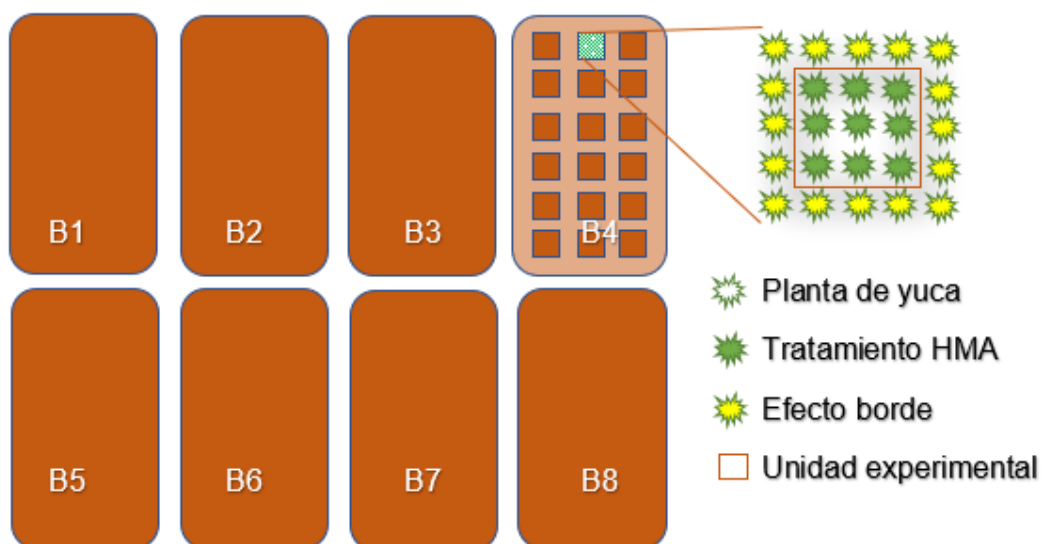 B1
B2
B3
B4
B5
B6
B7
B8
Planta de yuca
Tratamiento HMA
Efecto borde
Unidad experimental